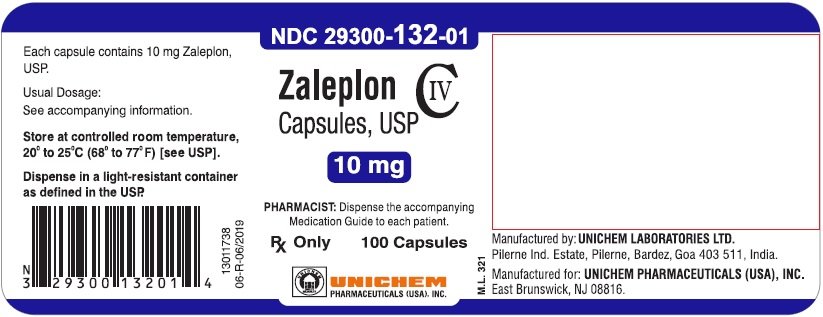 Each capsule contains 10 mg Zaleplon,
USP.
Usual Dosage:
See accompanying information.
Store at controlled room temperature,
20° to 25°C (68° to 77°F) [see USP].
Dispense in a light-resistant container
as defined in the USP.
N
3 29300 13201 4
13011738
06-R-06/2019
NDC 29300-132-01
Zaleplon CIV
Capsules, USP
10 mg
PHARMACIST: Dispense the accompanying
Medication Guide to each patient.
Rx Only 100 Capsules
UNICHEM
PHARMACEUTICALS (USA), INC.
M.L. 321
Manufactured by: UNICHEM LABORATORIES LTD.
Pilerne Ind. Estate, Pilerne, Bardez, Goa 403 511, India.
Manufactured for: UNICHEM PHARMACEUTICALS (USA), INC.
East Brunswick, NJ 08816.